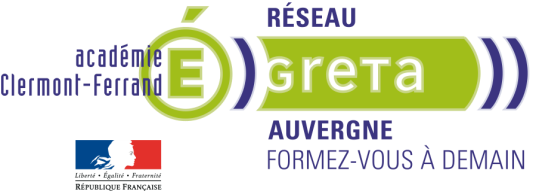 RÉSEAU
académie
Clermont-Ferrand
É
GRETA
AUVERGNE
FORMEZ-VOUS À DEMAIN
Liberté • Égalité • Fraternité
RÉPUBLIQUE FRANÇAISE